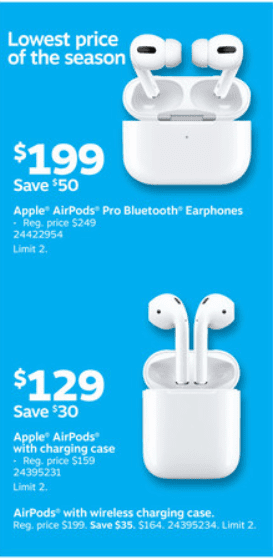 Lowest price
of the season
$199
Save $50
Apple® AirPods® Pro Bluetooth® Earphones
- Reg. price $249
24422954
Limit 2.
$129
Save $30
Apple® AirPods®
with charging case
- Reg. price $159
24395231
Limit 2.
AirPods® with wireless charging case.
Reg. price $199. Save $35. $164. 24395234. Limit 2.